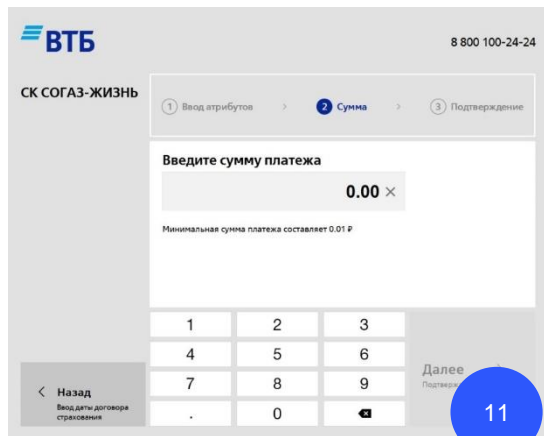 ВТБ
8 800 100-24-24
СК СОГАЗ-ЖИЗНЬ
1 Ввод атрибутов > 2 Сумма > 3 Подтверждение
Введите сумму платежа
0.00 ×
Минимальная сумма платежа составляет 0.01 ₽
1 2 3
4 5 6
7 8 9
. 0
Далее
< Назад
Ввод даты договора
страхования
11